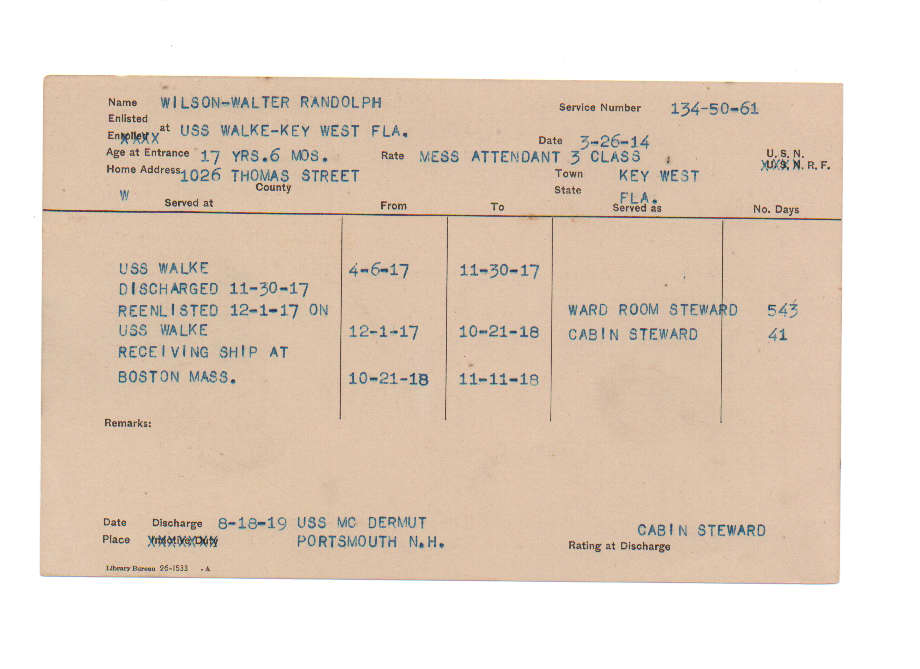 Name WILSON-WALTER RANDOLPH Service Number 134-50-61
Enlisted
Enrolled at USS WALKE-KEY WEST FLA. Date 3-26-14
Age at Entrance 17 YRS.6 MOS. Rate MESS ATTENDANT 3 CLASS U. S. N.
Home Address 1026 THOMAS STREET Town KEY WEST U. S. N. R. F.
County State FLA.
W Served at From To Served as No. Days
USS WALKE 4-6-17 11-30-17
DISCHARGED 11-30-17
REENLISTED 12-1-17 ON WARD ROOM STEWARD 543
USS WALKE 12-1-17 10-21-18 CABIN STEWARD 41
RECEIVING SHIP AT
BOSTON MASS. 10-21-18 11-11-18
Remarks:
Date Discharge 8-18-19 USS MC DERMUT CABIN STEWARD
Place Inactive Duty PORTSMOUTH N.H. Rating at Discharge
Library Bureau 26-1533 - A